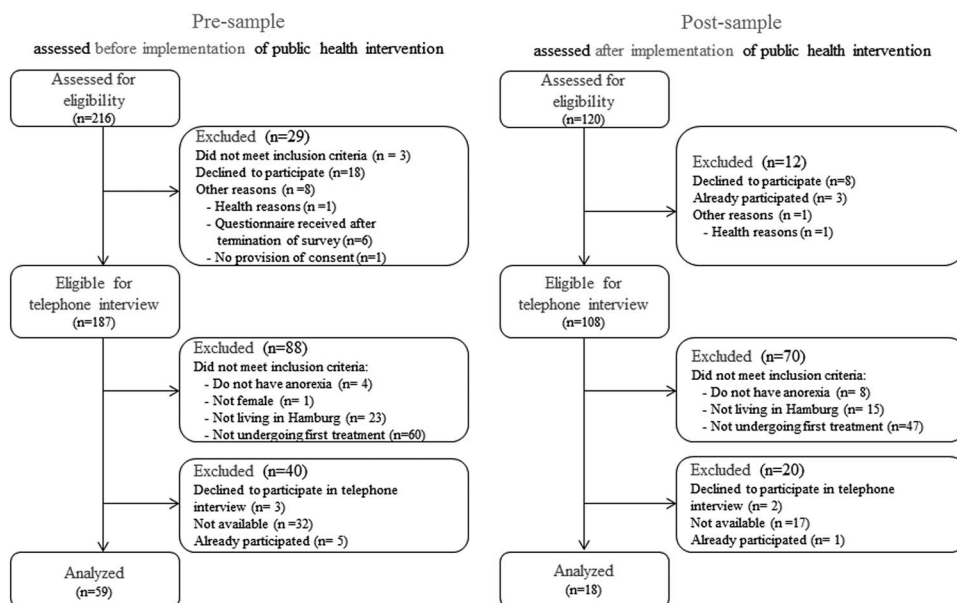 Pre-sample
assessed before implementation of public health intervention
Assessed for
eligibility
(n=216)
Excluded (n=29)
Did not meet inclusion criteria (n = 3)
Declined to participate (n=18)
Other reasons (n =8)
- Health reasons (n =1)
- Questionnaire received after
termination of survey (n=6)
- No provision of consent(n=1)
Eligible for
telephone interview
(n=187)
Excluded (n=88)
Did not meet inclusion criteria:
- Do not have anorexia (n= 4)
- Not female (n= 1)
- Not living in Hamburg (n= 23)
- Not undergoing first treatment (n=60)
Excluded (n=40)
Declined to participate in telephone
interview (n= 3)
Not available (n =32)
Already participated (n= 5)
Analyzed
(n=59)
Post-sample
assessed after implementation of public health intervention
Assessed for
eligibility
(n=120)
Excluded (n=12)
Declined to participate (n=8)
Already participated (n= 3)
Other reasons (n =1)
- Health reasons (n =1)
Eligible for
telephone interview
(n=108)
Excluded (n=70)
Did not meet inclusion criteria:
- Do not have anorexia (n= 8)
- Not living in Hamburg (n= 15)
- Not undergoing first treatment (n=47)
Excluded (n=20)
Declined to participate in telephone
interview (n= 2)
Not available (n=17)
Already participated (n= 1)
Analyzed
(n=18)